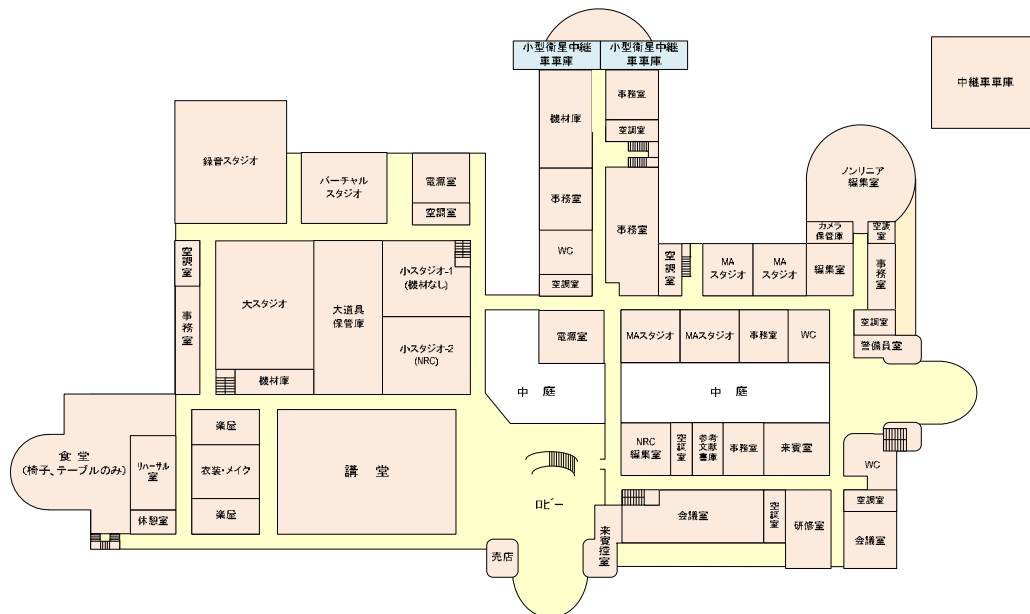 小型衛星中継
車車庫
小型衛星中継
車車庫
中継車車庫
機材庫
事務室
空調室
録音スタジオ
バーチャル
スタジオ
電源室
空調室
事務室
WC
空調室
事務室
ノンリニア
編集室
カメラ
保管庫
空調
室
空調室
MA
スタジオ
MA
スタジオ
編集室
事務室
空調室
事務室
大スタジオ
大道具
保管庫
小スタジオ-1
(機材なし)
小スタジオ-2
(NRC)
機材庫
電源室
MAスタジオ
MAスタジオ
事務室
WC
空調室
警備員室
中 庭
中 庭
食 堂
(椅子、テーブルのみ)
リハーサル
室
休憩室
楽屋
衣装・メイク
楽屋
講 堂
ロビー
NRC
編集室
空調室
参考
文献
書庫
事務室
来賓室
WC
空調室
会議室
会議室
空調室
研修室
来賓控室
売店